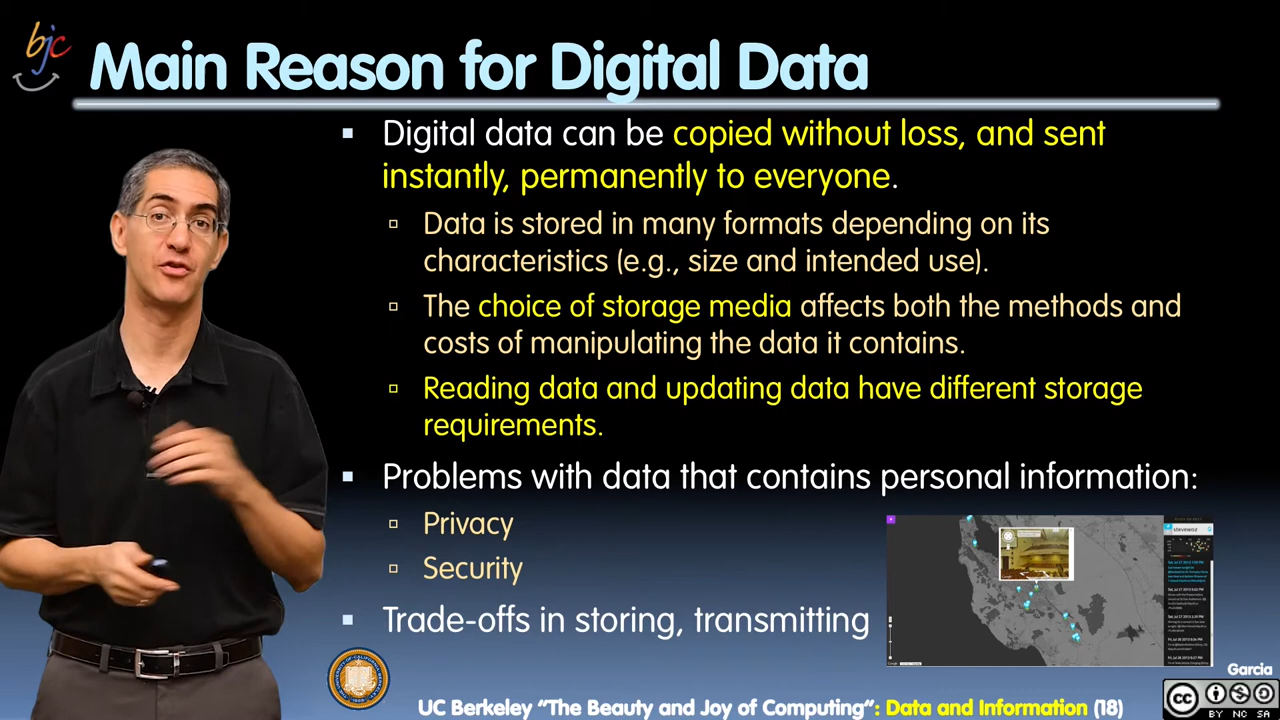 bjc
Main Reason for Digital Data
Digital data can be copied without loss, and sent
instantly, permanently to everyone.
Data is stored in many formats depending on its
characteristics (e.g., size and intended use).
The choice of storage media affects both the methods and
costs of manipulating the data it contains.
Reading data and updating data have different storage
requirements.
Problems with data that contains personal information:
Privacy
Security
Trade-offs in storing, transmitting
stevewoz
Garcia
UC Berkeley “The Beauty and Joy of Computing”: Data and Information (18)
cc
BY NC SA